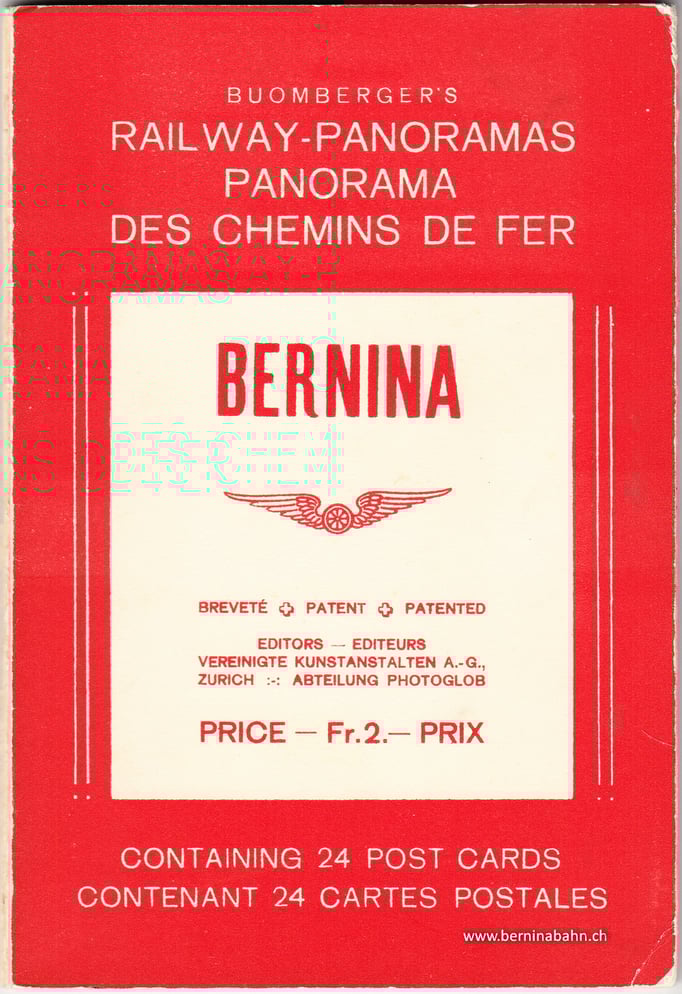 BUOMBERGER'S
RAILWAY-PANORAMAS
PANORAMA
DES CHEMINS DE FER
BERNINA
BREVETÉ ✚ PATENT ✚ PATENTED
EDITORS — EDITEURS
VEREINIGTE KUNSTANSTALTEN A.-G.,
ZURICH :-: ABTEILUNG PHOTOGLOB
PRICE — Fr.2.— PRIX
CONTAINING 24 POST CARDS
CONTENANT 24 CARTES POSTALES
www.berninabahn.ch